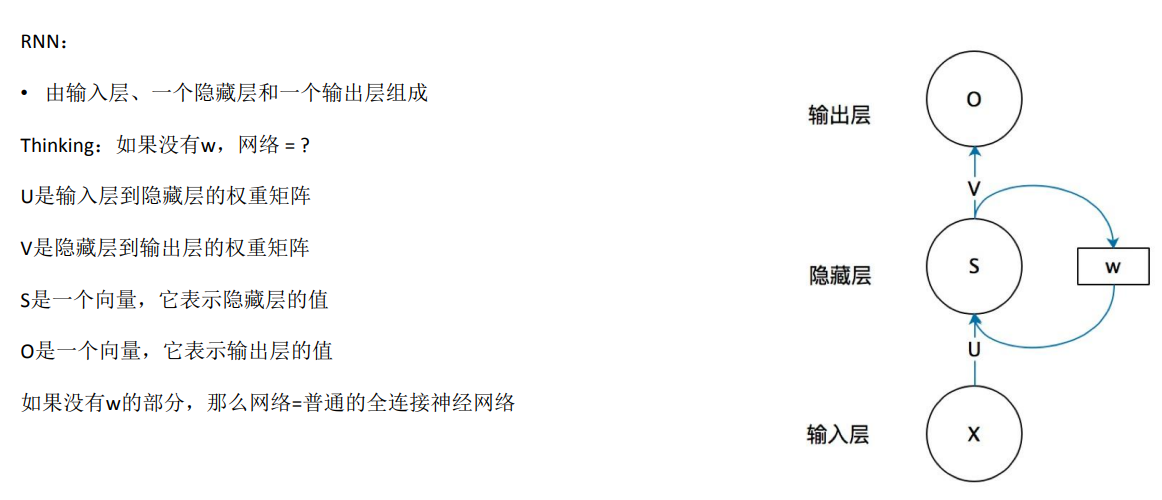 RNN：
• 由输入层、一个隐藏层和一个输出层组成
Thinking：如果没有w，网络 = ?
U是输入层到隐藏层的权重矩阵
V是隐藏层到输出层的权重矩阵
S是一个向量，它表示隐藏层的值
O是一个向量，它表示输出层的值
如果没有w的部分，那么网络=普通的全连接神经网络
输出层
O
V
隐藏层
S
w
U
输入层
X